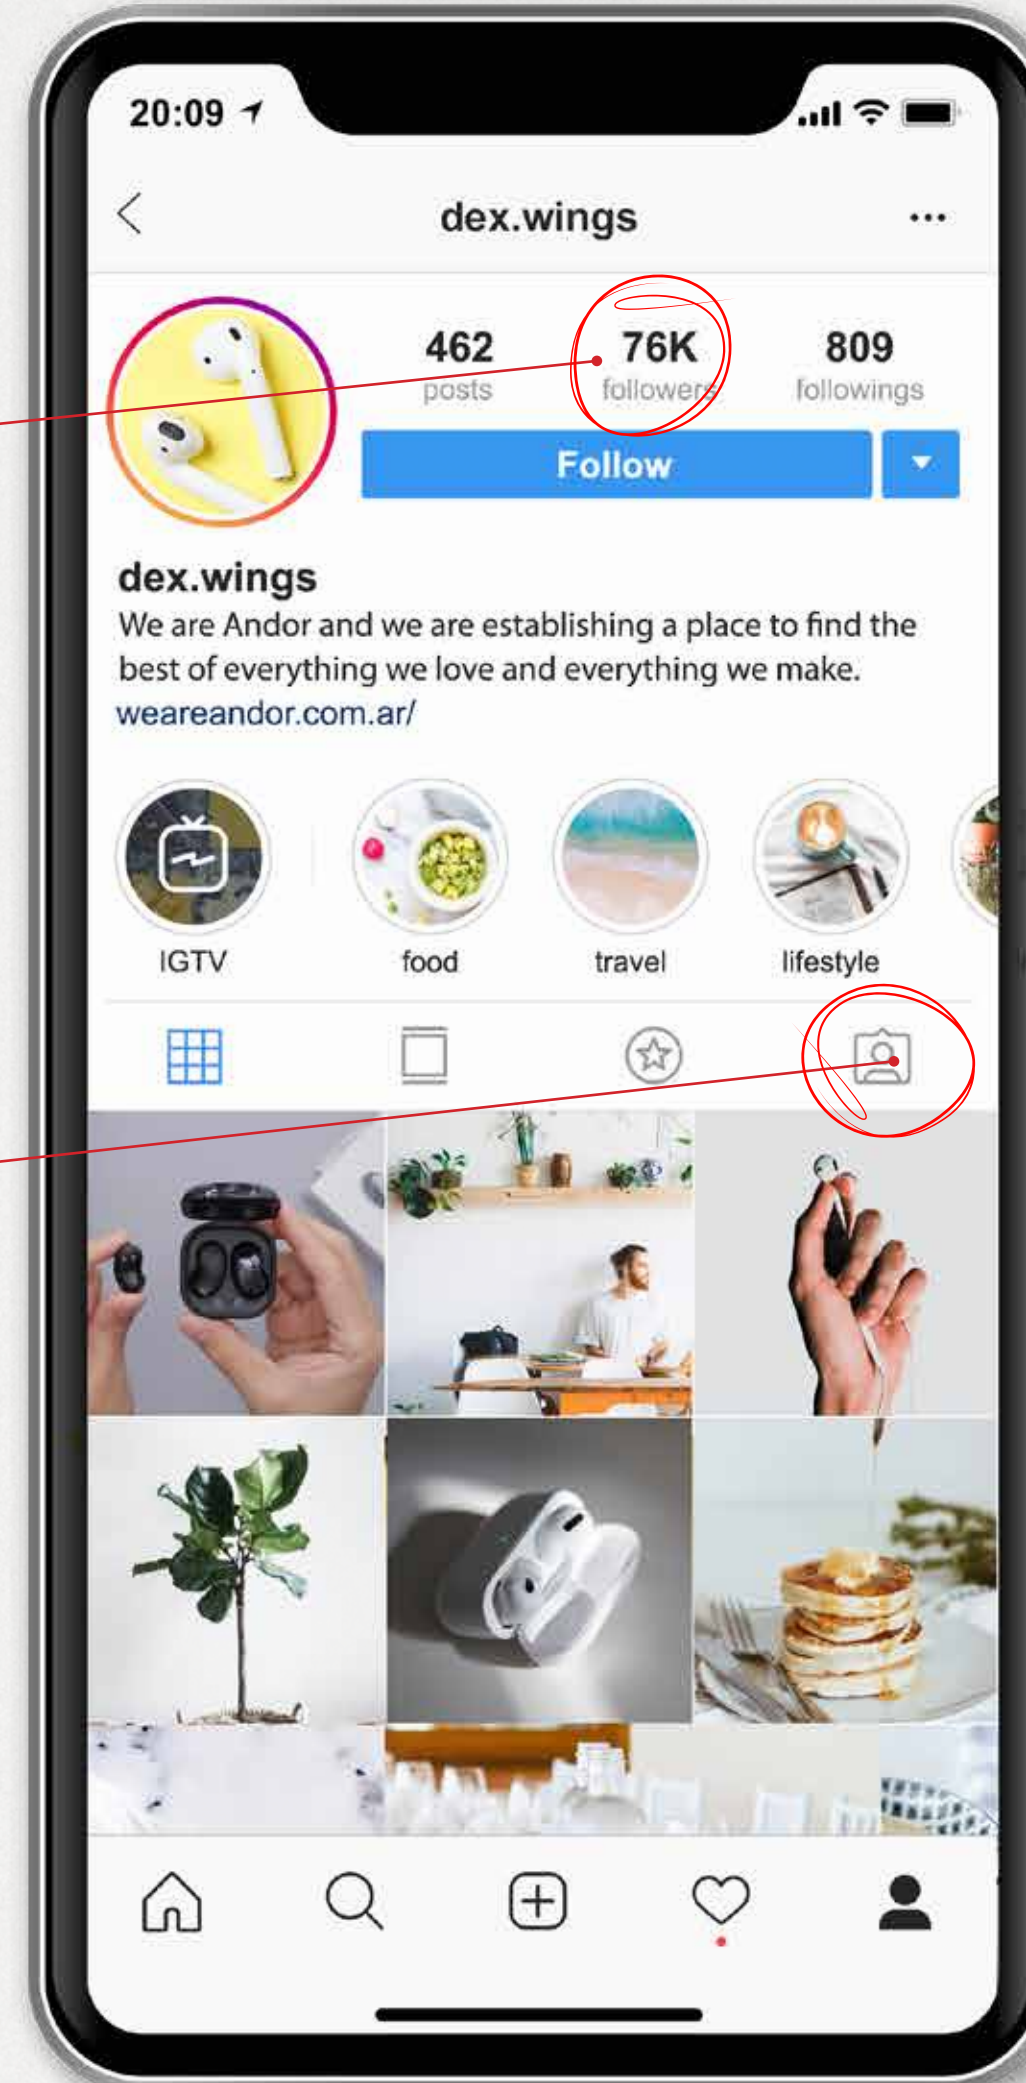 20:09
dex.wings
462 76K 809
posts followers followings
Follow
dex.wings
We are Andor and we are establishing a place to find the
best of everything we love and everything we make.
weareandor.com.ar/
IGTV food travel lifestyle